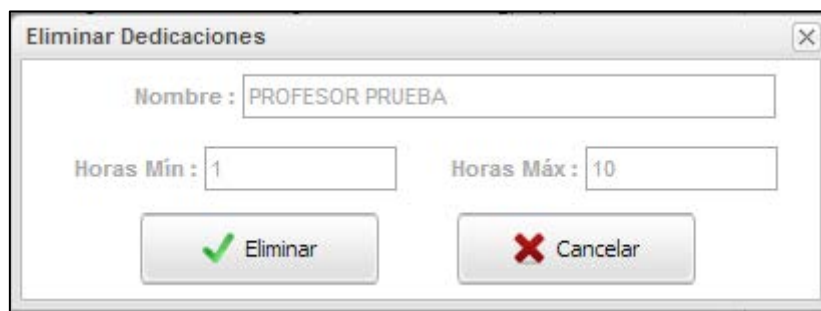 Eliminar Dedicaciones
Nombre : PROFESOR PRUEBA
Horas Mín : 1 Horas Máx : 10
Eliminar Cancelar